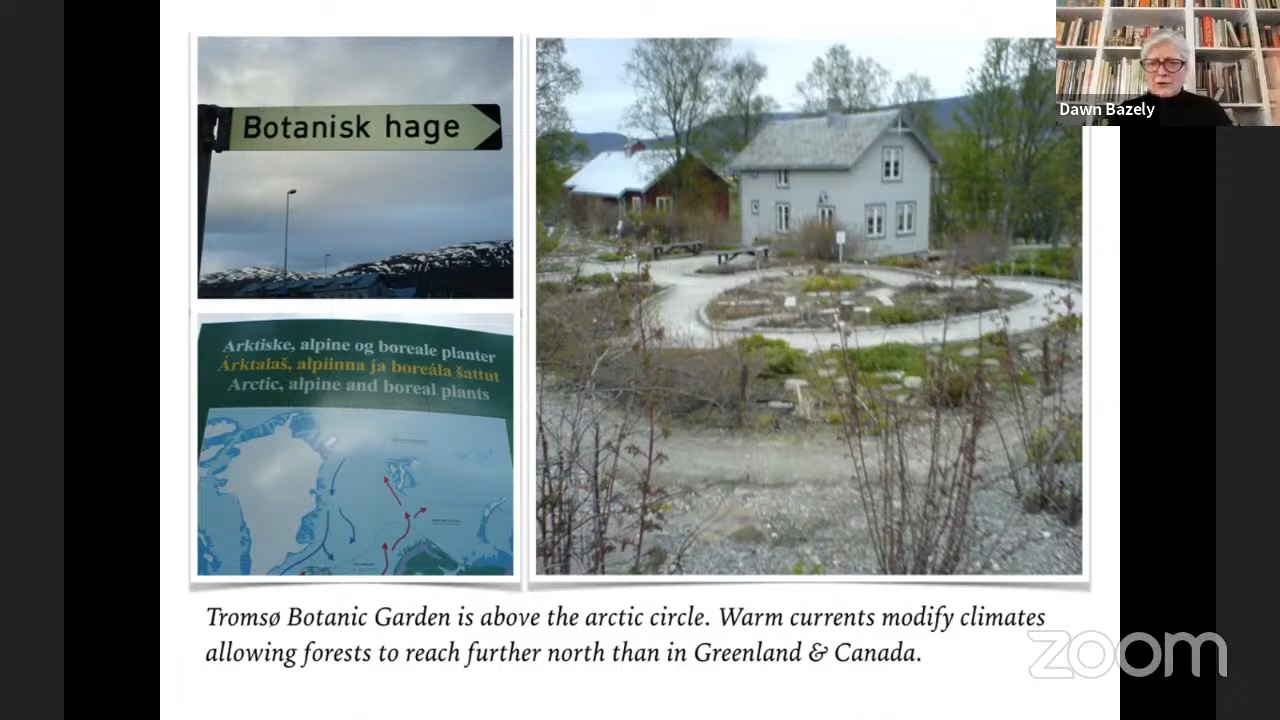 Botanisk hage
Dawn Bazely
Arktiske, alpine og boreale planter
Árktalaš, alpiinna ja boreála šattut
Arctic, alpine and boreal plants
Tromsø Botanic Garden is above the arctic circle. Warm currents modify climates
allowing forests to reach further north than in Greenland & Canada.
zoom